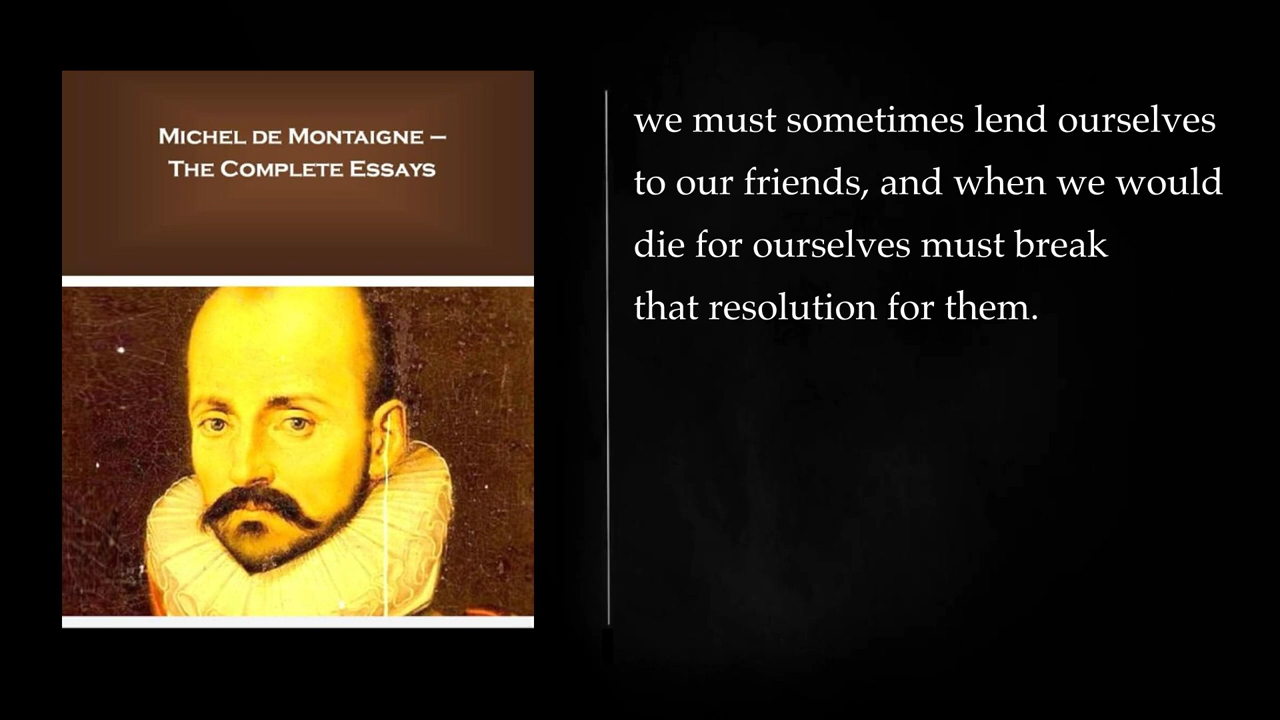 Michel de Montaigne –
The Complete Essays
we must sometimes lend ourselves
to our friends, and when we would
die for ourselves must break
that resolution for them.